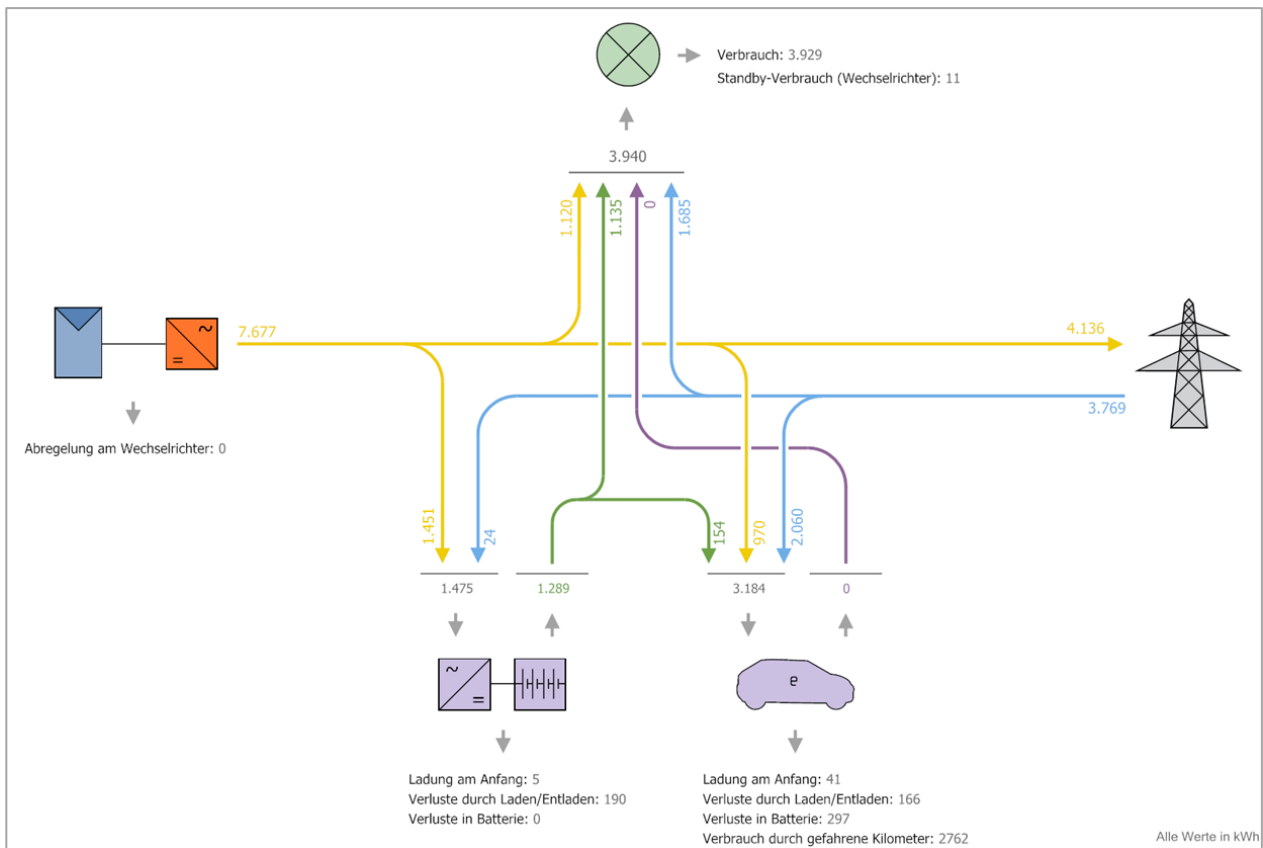 Verbrauch: 3.929
Standby-Verbrauch (Wechselrichter): 11
3.940
1.120
1.135
0
1.685
7.677
4.136
3.769
Abregelung am Wechselrichter: 0
1.451
24
154
970
2.060
1.475
1.289
3.184
0
~
=
~
=
e
Ladung am Anfang: 5
Verluste durch Laden/Entladen: 190
Verluste in Batterie: 0
Ladung am Anfang: 41
Verluste durch Laden/Entladen: 166
Verluste in Batterie: 297
Verbrauch durch gefahrene Kilometer: 2762
Alle Werte in kWh